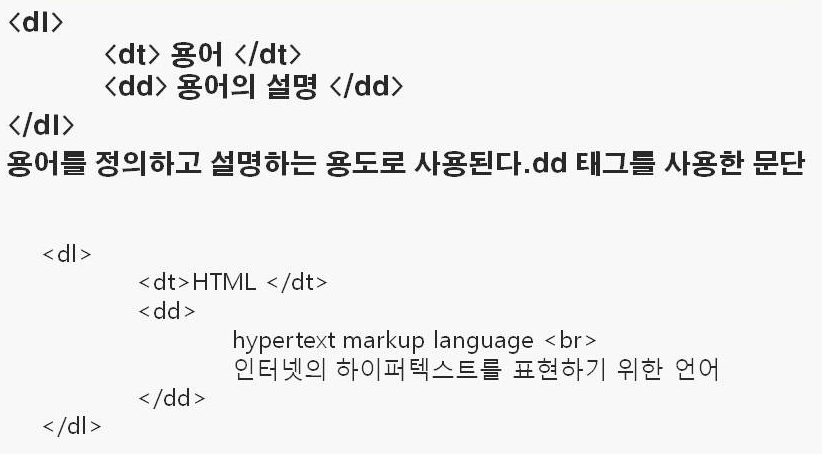 <dl>
<dt> 용어 </dt>
<dd> 용어의 설명 </dd>
</dl>
용어를 정의하고 설명하는 용도로 사용된다.dd 태그를 사용한 문단
<dl>
<dt>HTML </dt>
<dd>
hypertext markup language <br>
인터넷의 하이퍼텍스트를 표현하기 위한 언어
</dd>
</dl>